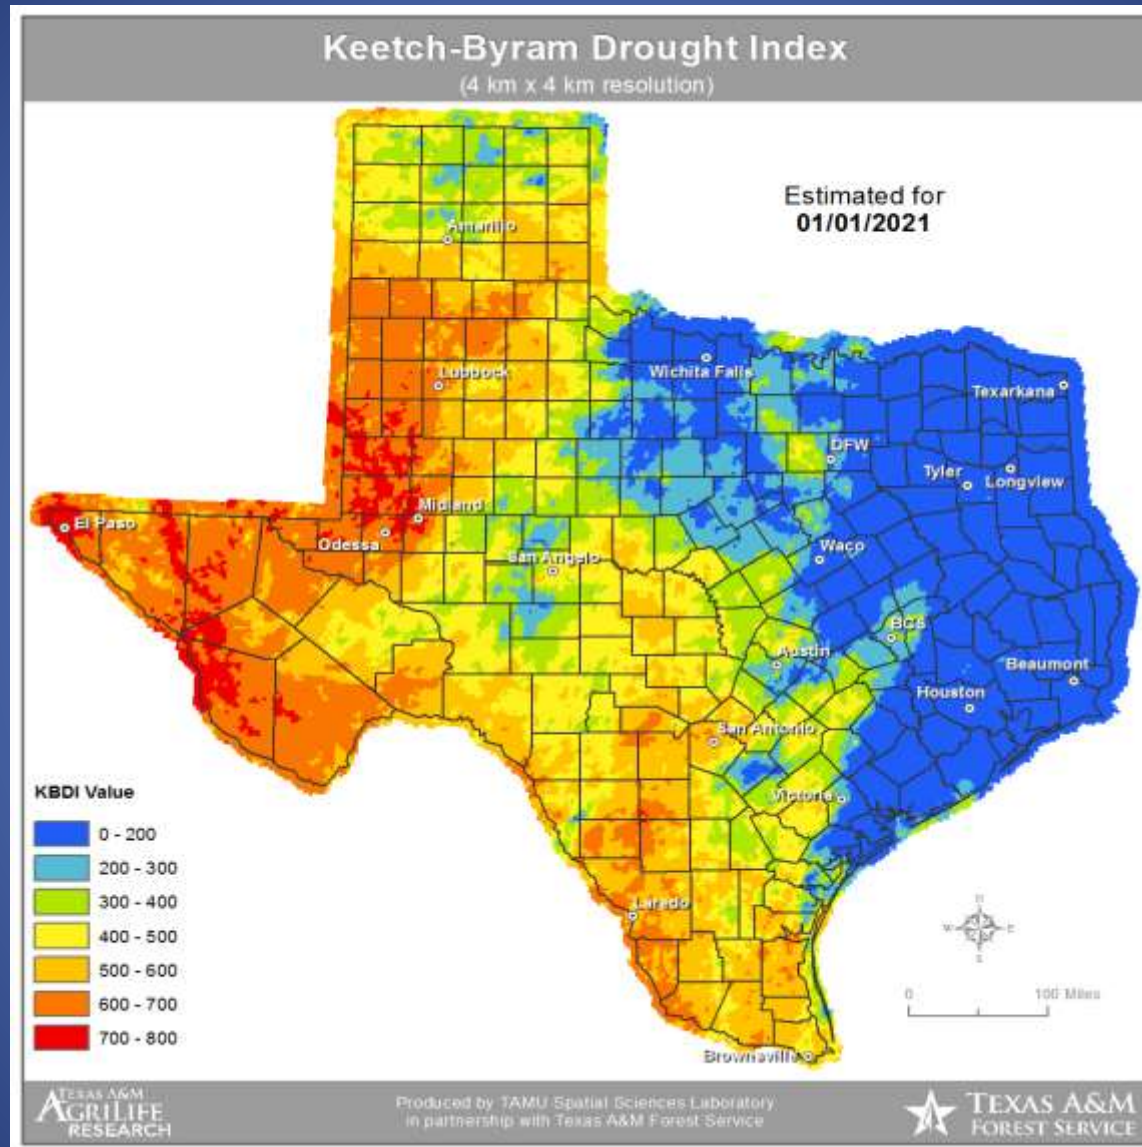 Keetch-Byram Drought Index
(4 km x 4 km resolution)
Estimated for
01/01/2021
Amarillo
Lubbock
Wichita Falls
Texarkana
DFW
Tyler
Longview
Midland
El Paso
Odessa
San Angelo
Waco
BCS
Austin
Beaumont
Houston
San Antonio
Victoria
Laredo
Brownsville
KBDI Value
0 - 200
200 - 300
300 - 400
400 - 500
500 - 600
600 - 700
700 - 800
N
W E
S
0 100 Miles
TEXAS A&M
AGRILIFE
RESEARCH
Produced by TAMU Spatial Sciences Laboratory
in partnership with Texas A&M Forest Service
TEXAS A&M
FOREST SERVICE